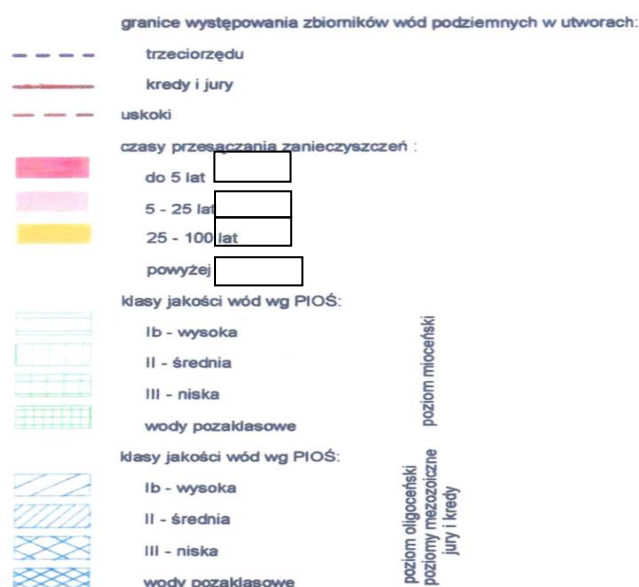 granice występowania zbiorników wód podziemnych w utworach:
trzeciorzędu
kredy i jury
uskoki
czasy przesączania zanieczyszczeń :
do 5 lat
5 - 25 lat
25 - 100 lat
powyżej
klasy jakości wód wg PIOŚ:
Ib - wysoka
II - średnia
III - niska
wody pozaklasowe
poziom mioceński
klasy jakości wód wg PIOŚ:
Ib - wysoka
II - średnia
III - niska
wody pozaklasowe
poziom oligoceński
poziomy mezozoiczne
jury i kredy